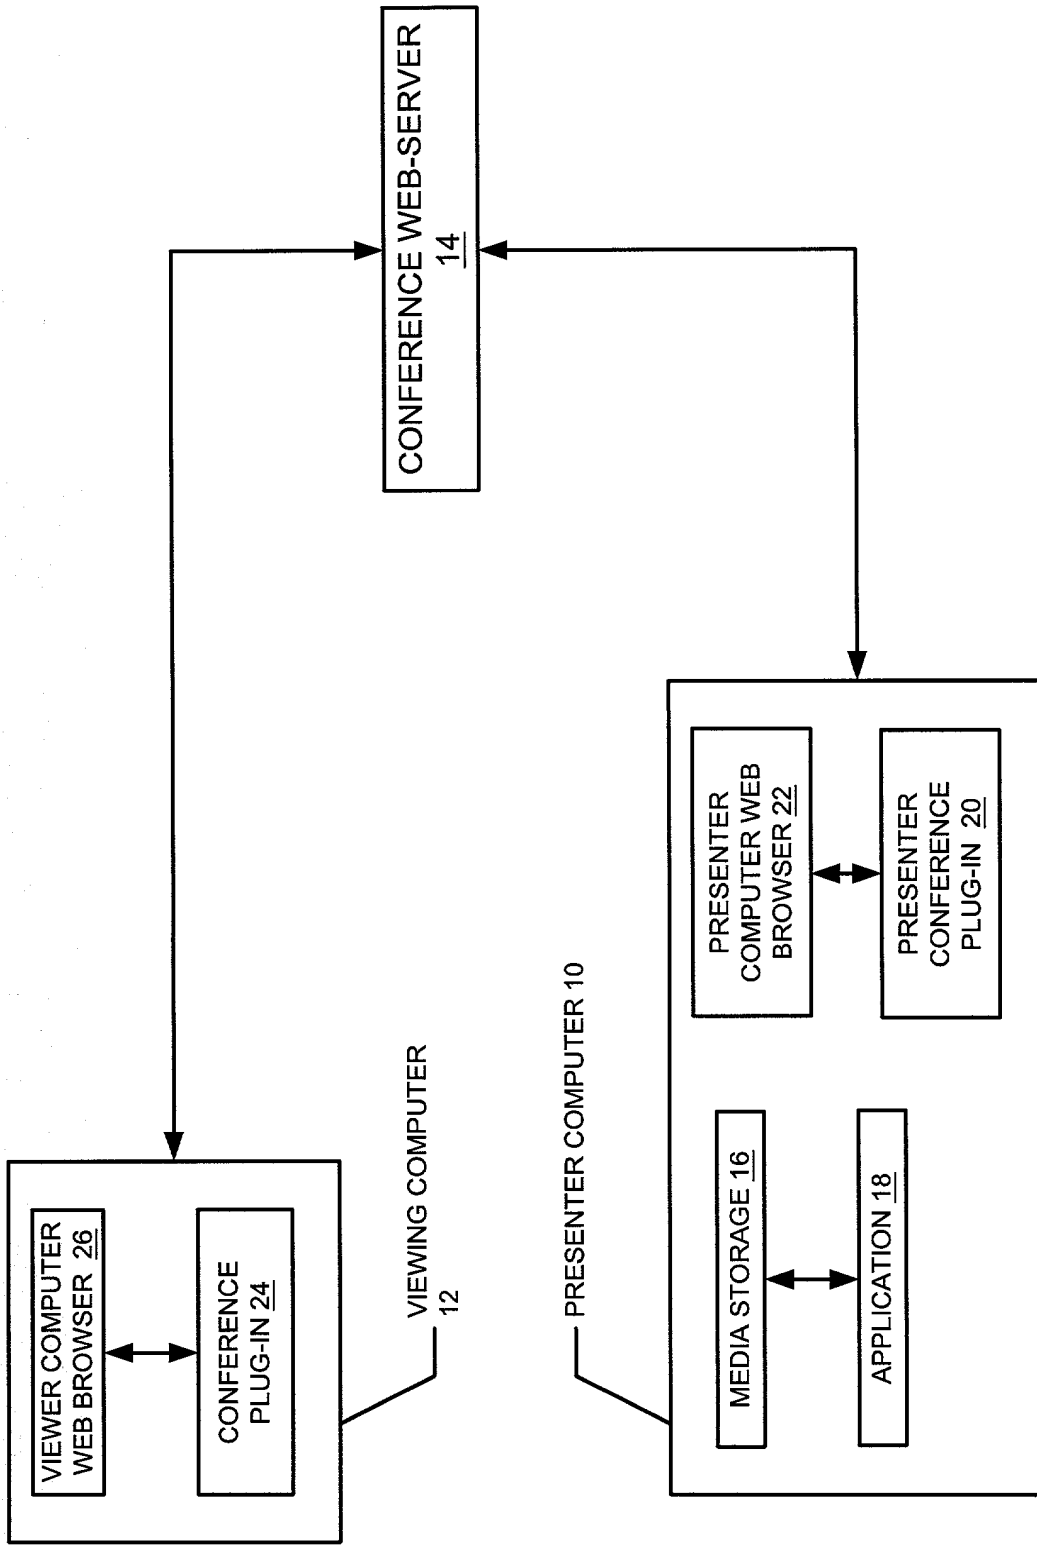 VIEWER COMPUTER
WEB BROWSER 26
CONFERENCE
PLUG-IN 24
VIEWING COMPUTER
12
CONFERENCE WEB-SERVER
14
PRESENTER COMPUTER 10
MEDIA STORAGE 16
APPLICATION 18
PRESENTER
COMPUTER WEB
BROWSER 22
PRESENTER
CONFERENCE
PLUG-IN 20